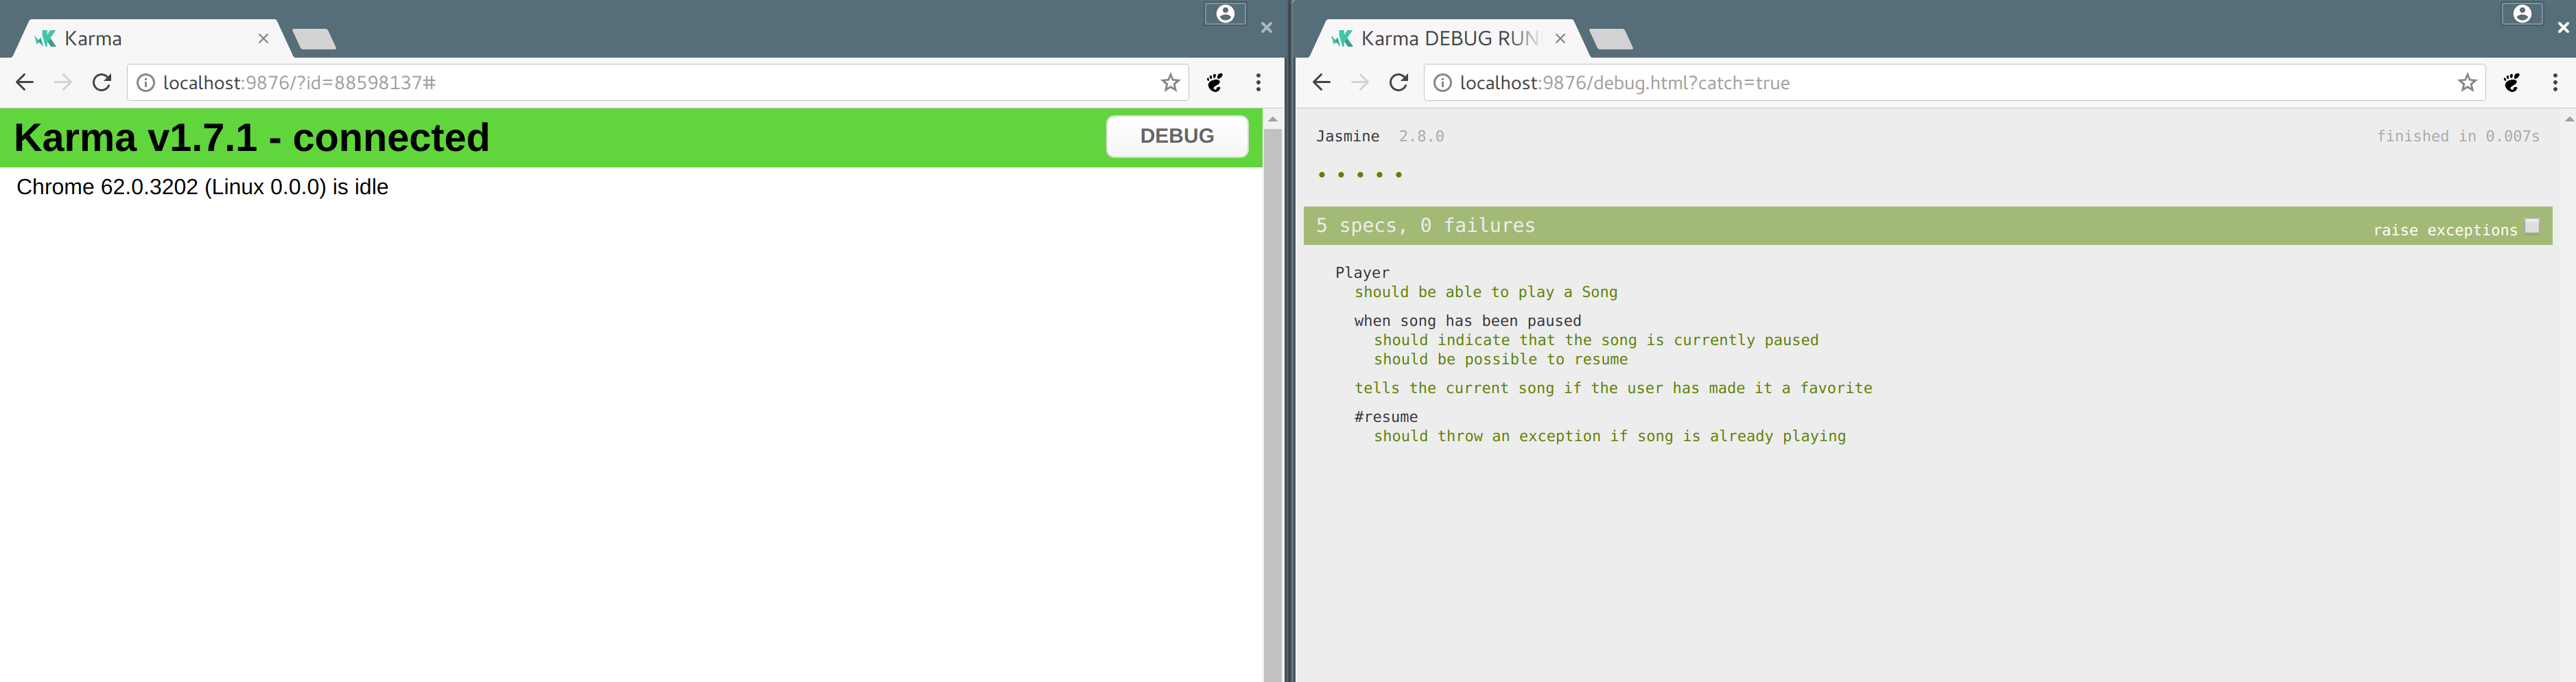 Karma
localhost:9876/?id=88598137#
Karma v1.7.1 - connected
DEBUG
Chrome 62.0.3202 (Linux 0.0.0) is idle
Karma DEBUG RUN
localhost:9876/debug.html?catch=true
Jasmine 2.8.0
finished in 0.007s
• • • • •
5 specs, 0 failures
raise exceptions
Player
should be able to play a Song
when song has been paused
should indicate that the song is currently paused
should be possible to resume
tells the current song if the user has made it a favorite
#resume
should throw an exception if song is already playing